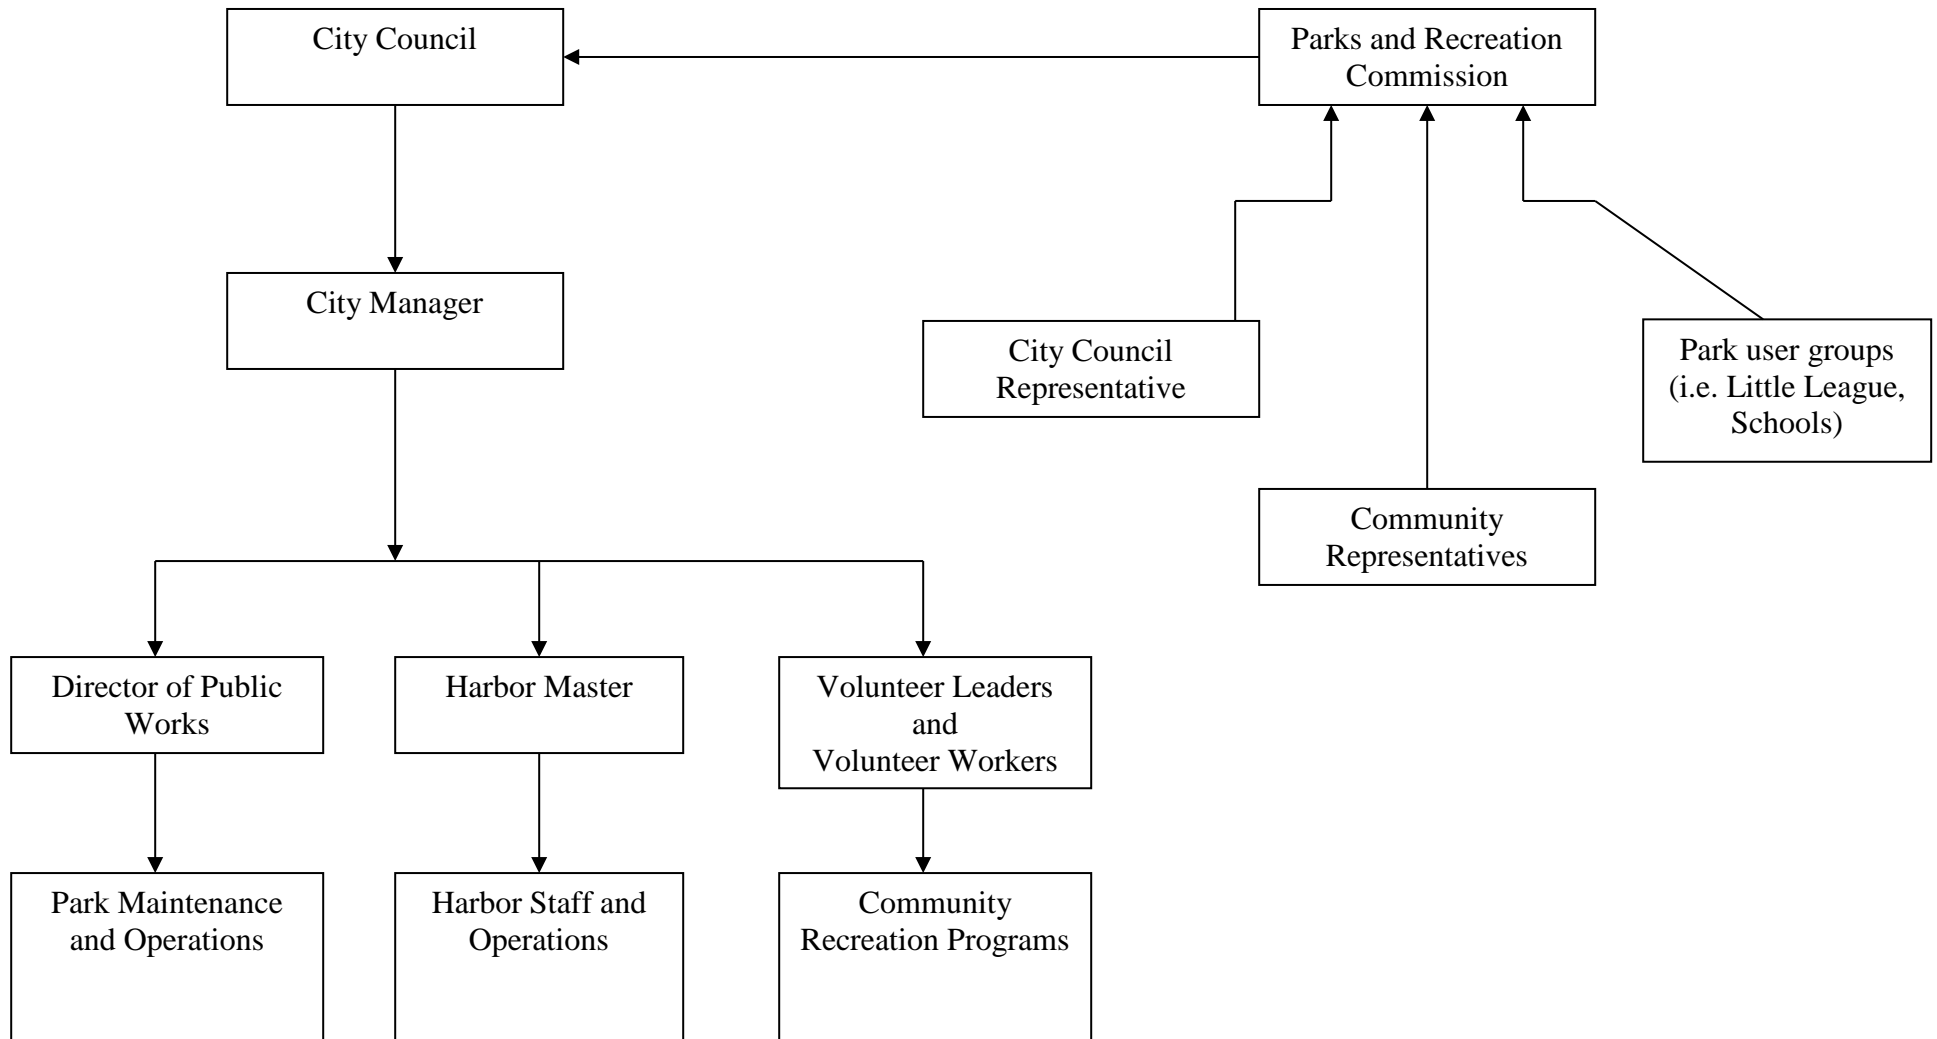 City Council
Parks and Recreation
Commission
City Manager
City Council
Representative
Park user groups
(i.e. Little League,
Schools)
Community
Representatives
Director of Public
Works
Harbor Master
Volunteer Leaders
and
Volunteer Workers
Park Maintenance
and Operations
Harbor Staff and
Operations
Community
Recreation Programs